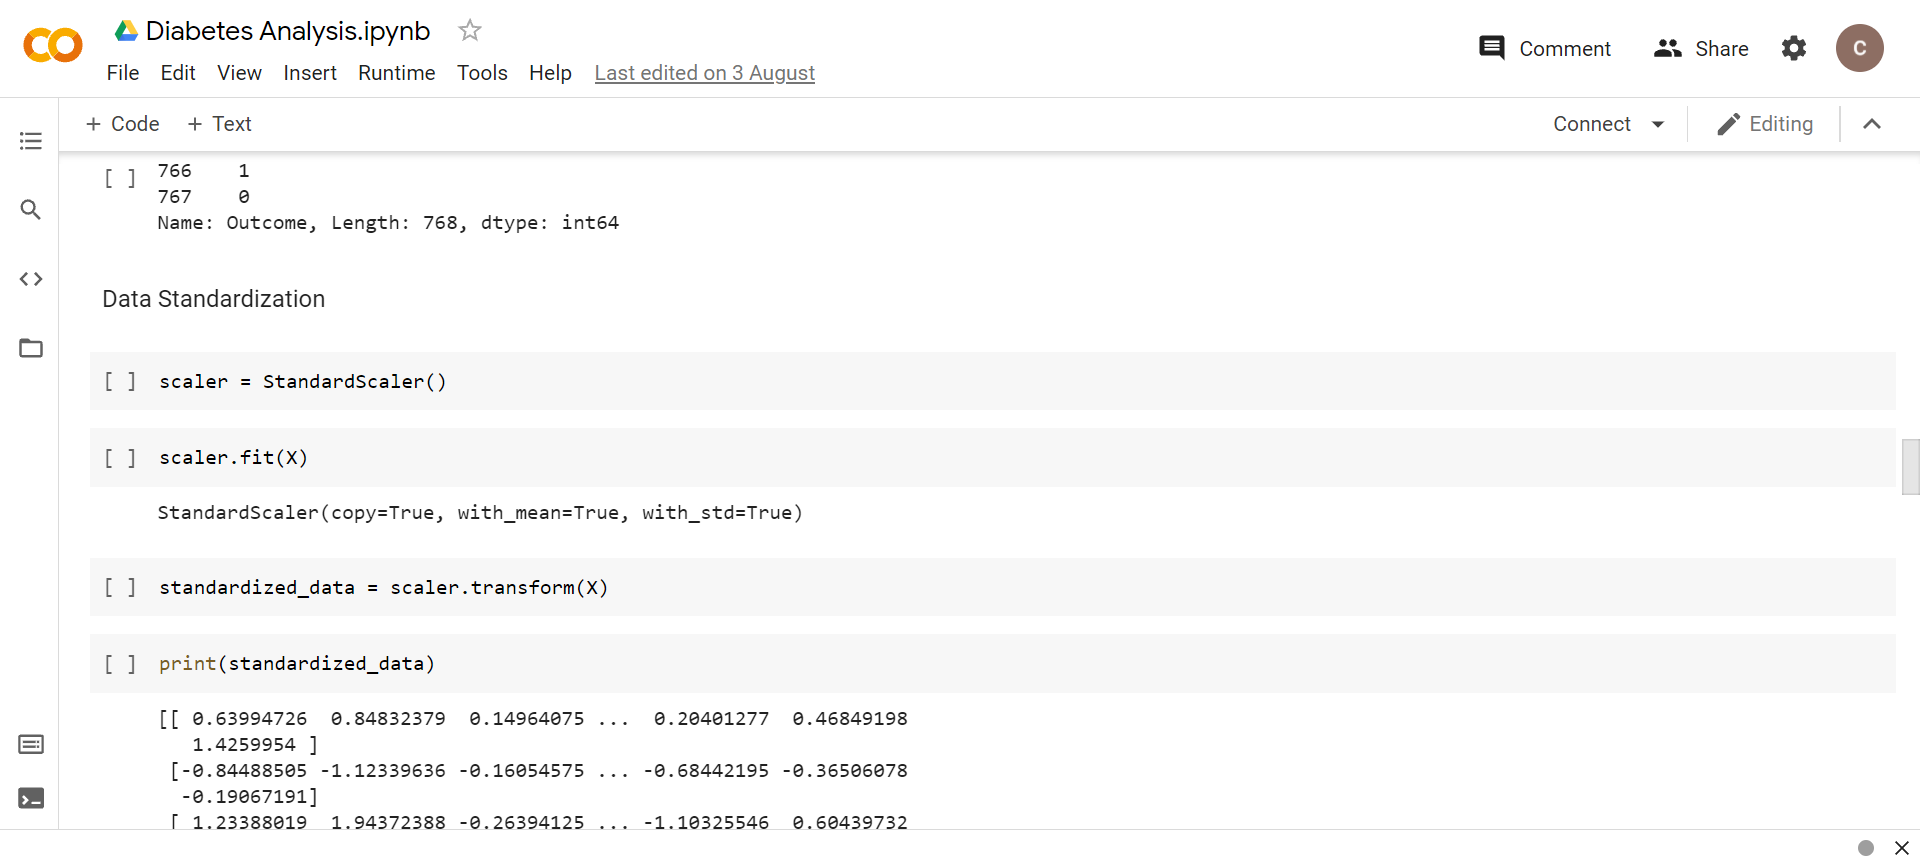 Diabetes Analysis.ipynb
File Edit View Insert Runtime Tools Help Last edited on 3 August
Comment Share C
+ Code + Text
Connect Editing
[ ] 766    1
767    0
Name: Outcome, Length: 768, dtype: int64
Data Standardization
[ ] scaler = StandardScaler()
[ ] scaler.fit(X)
StandardScaler(copy=True, with_mean=True, with_std=True)
[ ] standardized_data = scaler.transform(X)
[ ] print(standardized_data)
[[ 0.63994726  0.84832379  0.14964075 ...  0.20401277  0.46849198
   1.4259954 ]
 [-0.84488505 -1.12339636 -0.16054575 ... -0.68442195 -0.36506078
  -0.19067191]
 [ 1.23388019  1.94372388 -0.26394125 ... -1.10325546  0.60439732